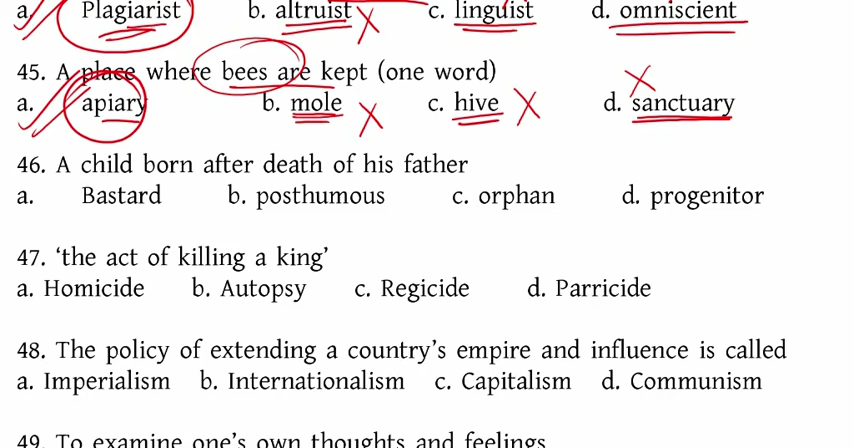 a. Plagiarist b. altruist c. linguist d. omniscient
45. A place where bees are kept (one word)
a. apiary b. mole c. hive d. sanctuary
46. A child born after death of his father
a. Bastard b. posthumous c. orphan d. progenitor
47. ‘the act of killing a king’
a. Homicide b. Autopsy c. Regicide d. Parricide
48. The policy of extending a country’s empire and influence is called
a. Imperialism b. Internationalism c. Capitalism d. Communism
49. To examine one’s own thoughts and feelings